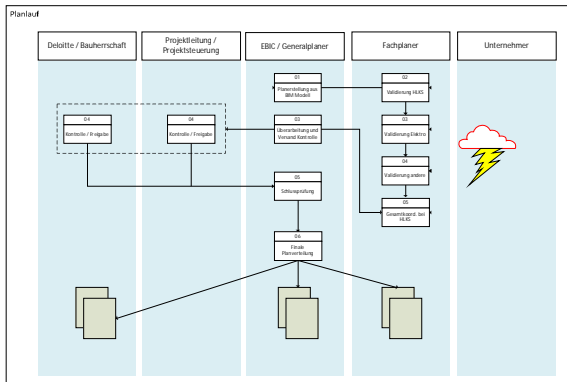 Planlauf
Deloitte / Bauherrschaft
Projektleitung /
Projektsteuerung
EBIC / Generalplaner
Fachplaner
Unternehmer
01
Planerstellung aus
BIM Modell
02
Validierung HLKS
04
Kontrolle / Freigabe
04
Kontrolle / Freigabe
03
Überarbeitung und
Versand Kontrolle
03
Validierung Elektro
04
Validierung andere
05
Schlussprüfung
05
Gesamtkoord. bei
HLKS
06
Finale
Planverteilung